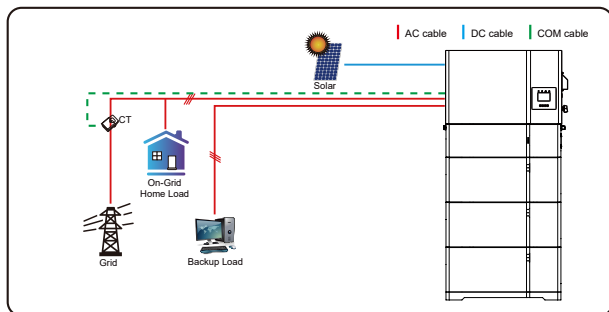 AC cable
DC cable
COM cable
Solar
CT
On-Grid
Home Load
Grid
Backup Load